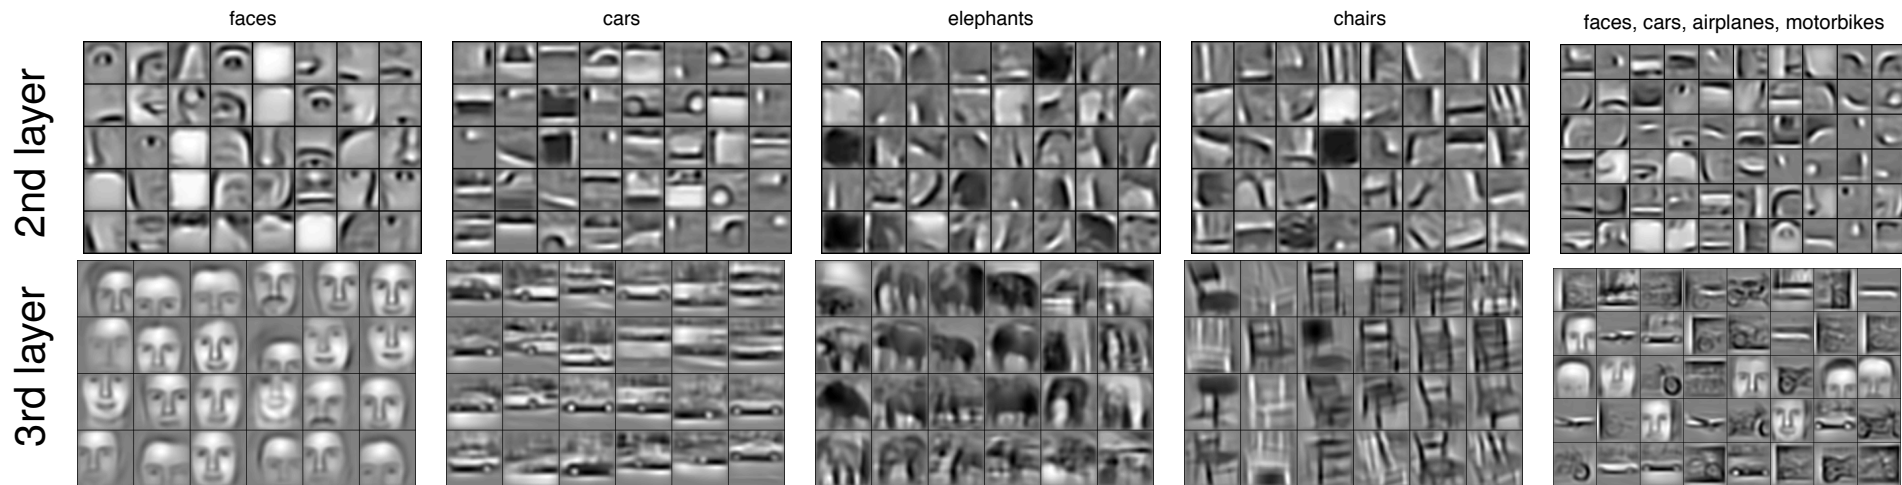 faces
cars
elephants
chairs
faces, cars, airplanes, motorbikes
2nd layer
3rd layer